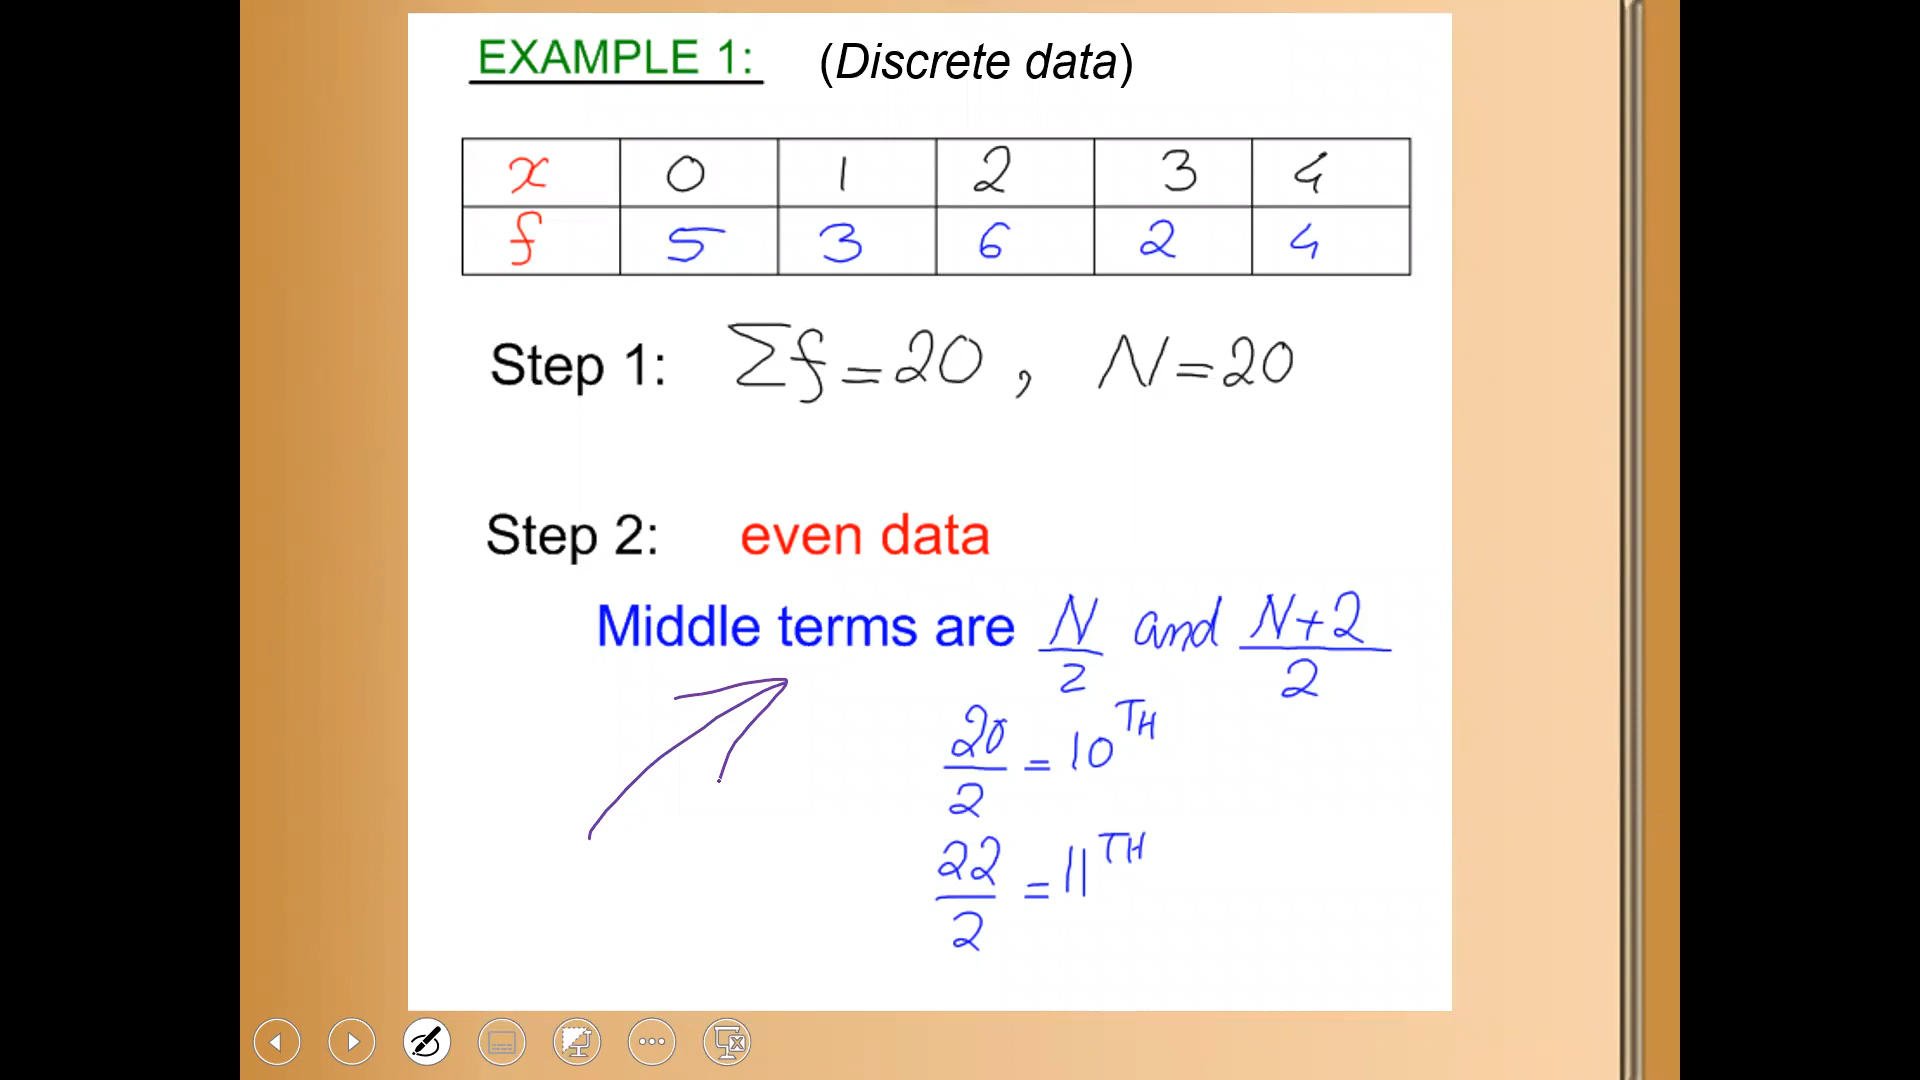 EXAMPLE 1: (Discrete data)
x 0 1 2 3 4
f 5 3 6 2 4
Step 1: Σf = 20 , N = 20
Step 2: even data
Middle terms are N/2 and N+2/2
20/2 = 10TH
22/2 = 11TH